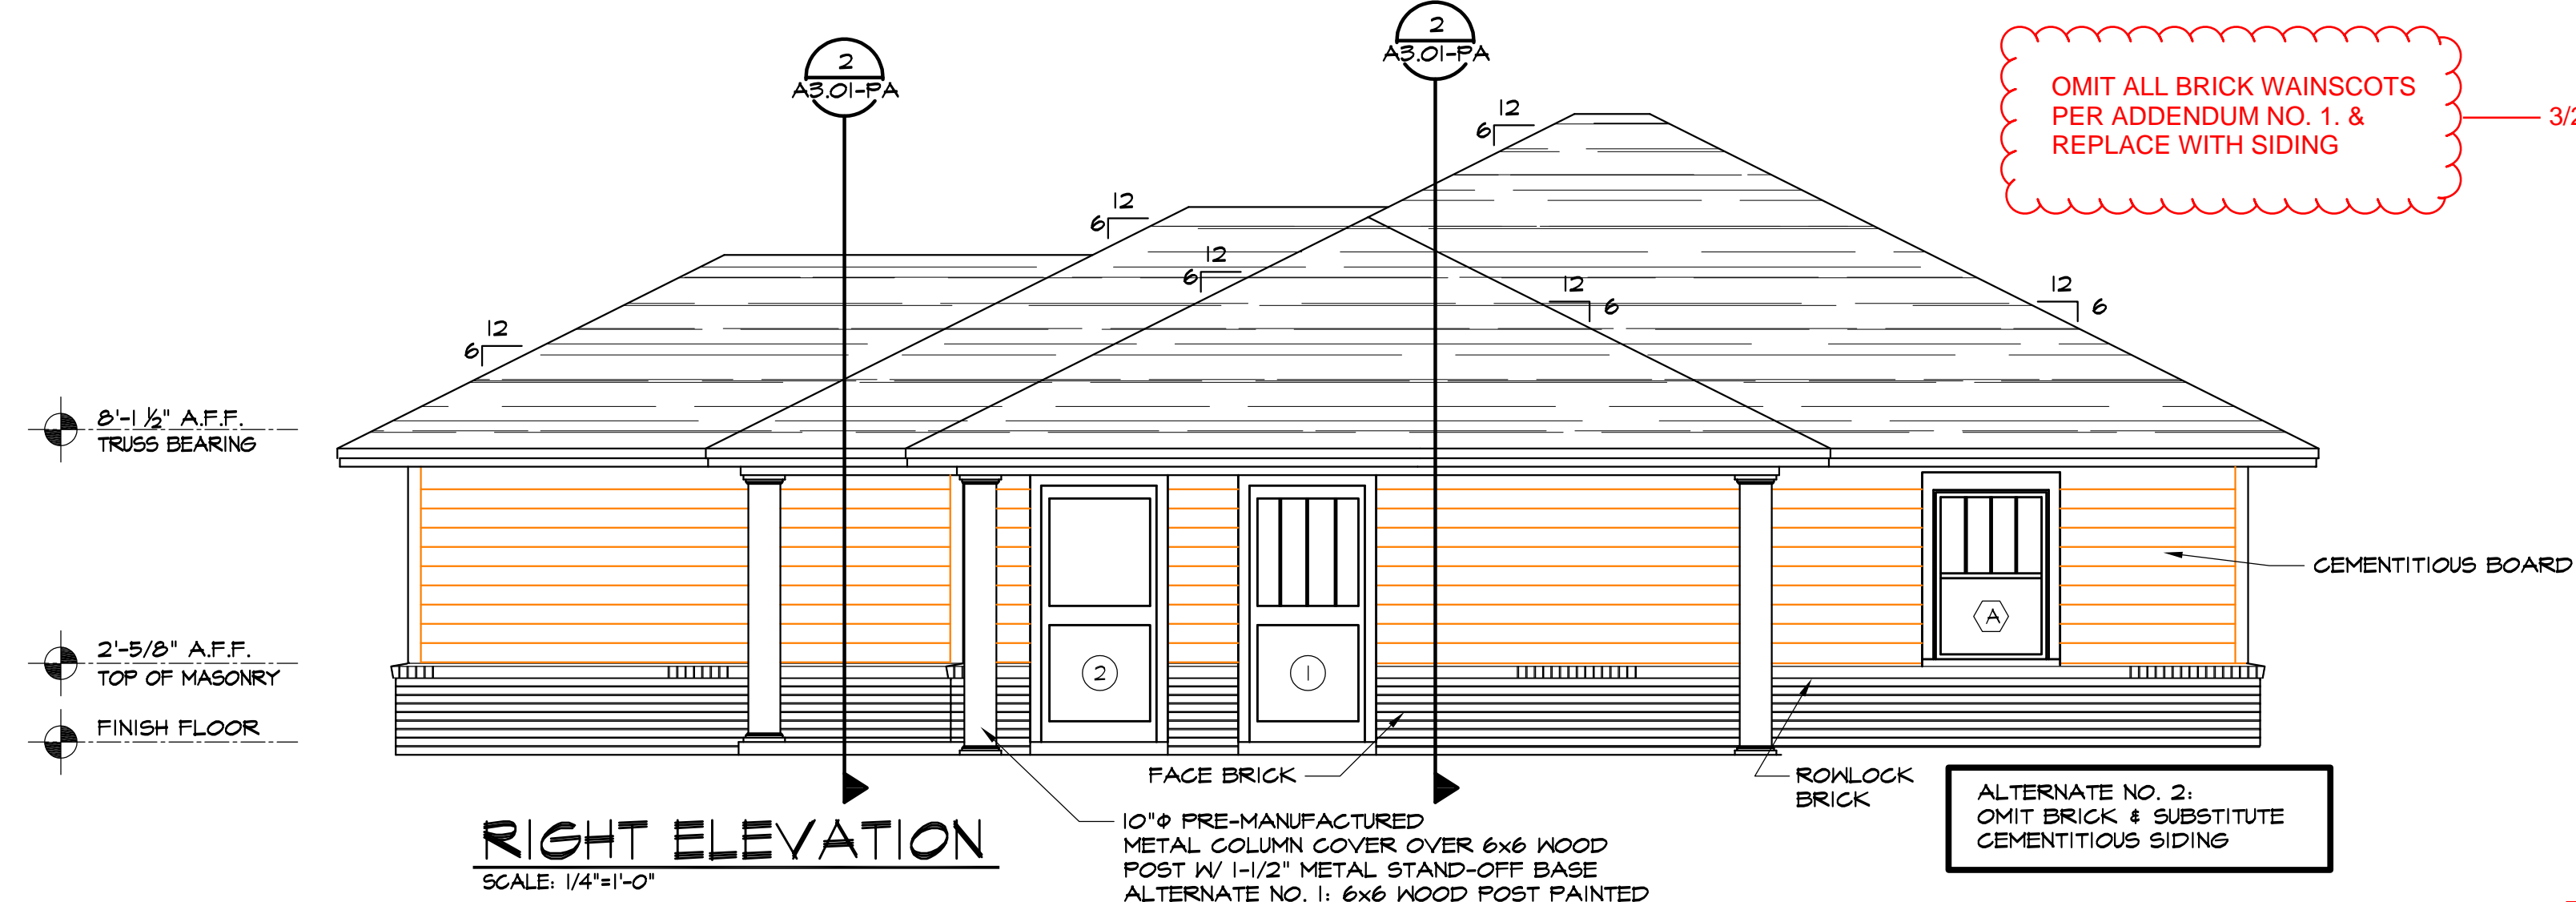 2
A3.01-PA
2
A3.01-PA
OMIT ALL BRICK WAINSCOTS
PER ADDENDUM NO. 1. &
REPLACE WITH SIDING
12
6
12
6
12
6
12
6
12
6
12
6
8'-1 ½" A.F.F.
TRUSS BEARING
CEMENTITIOUS BOARD
A
2'-5/8" A.F.F.
TOP OF MASONRY
2
1
FINISH FLOOR
FACE BRICK
ROWLOCK
BRICK
ALTERNATE NO. 2:
OMIT BRICK & SUBSTITUTE
CEMENTITIOUS SIDING
10"Φ PRE-MANUFACTURED
METAL COLUMN COVER OVER 6x6 WOOD
POST W/ 1-1/2" METAL STAND-OFF BASE
ALTERNATE NO. 1: 6x6 WOOD POST PAINTED
RIGHT ELEVATION
SCALE: 1/4"=1'-0"